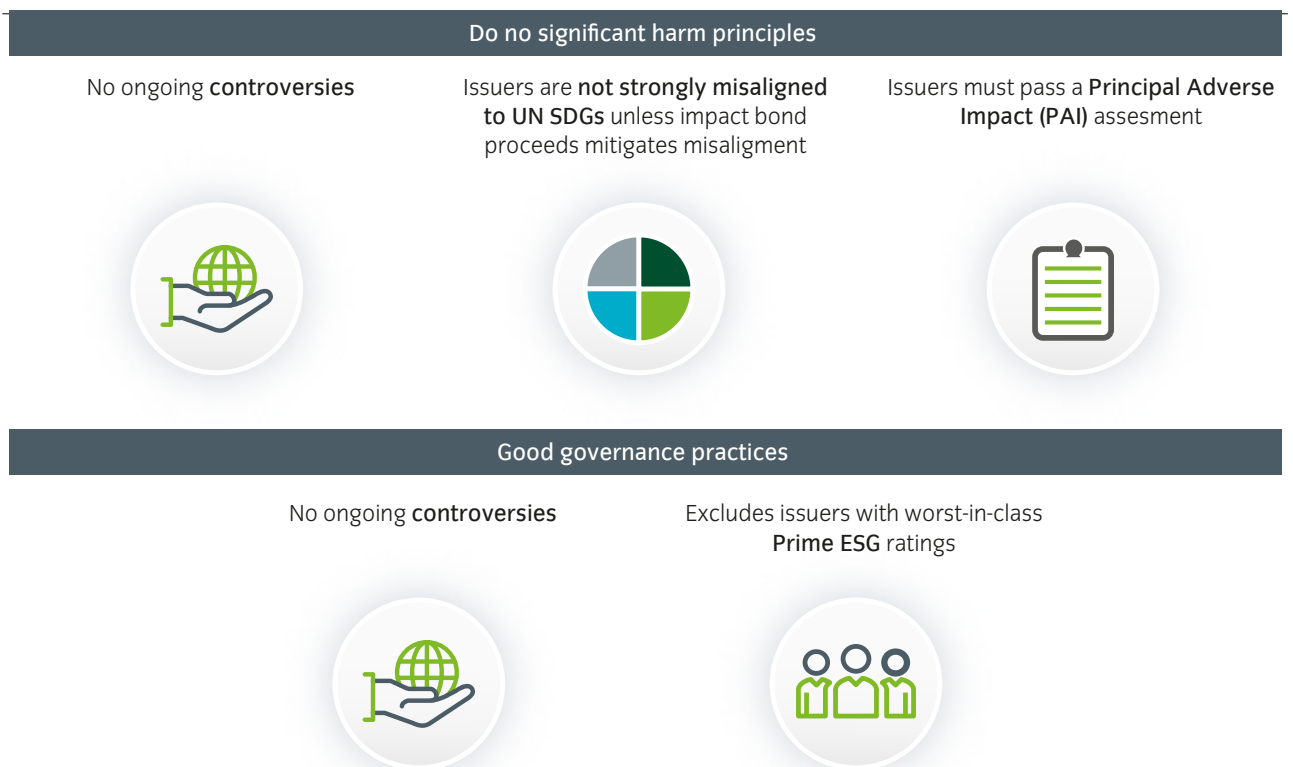 Do no significant harm principles
No ongoing controversies
Issuers are not strongly misaligned
to UN SDGs unless impact bond
proceeds mitigates misaligment
Issuers must pass a Principal Adverse
Impact (PAI) assesment
Good governance practices
No ongoing controversies
Excludes issuers with worst-in-class
Prime ESG ratings